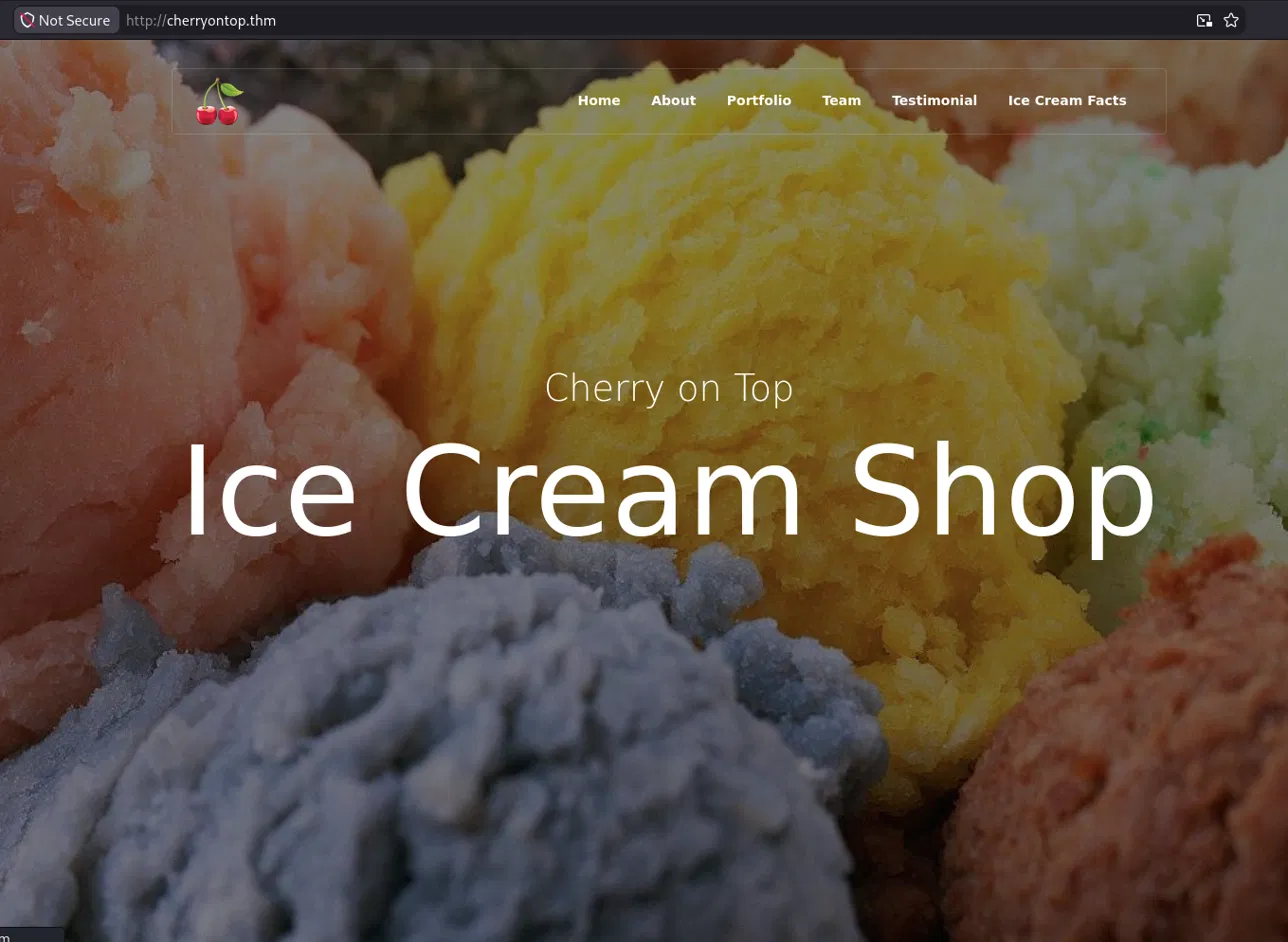 Not Secure http://cherryontop.thm
Home About Portfolio Team Testimonial Ice Cream Facts
Cherry on Top
Ice Cream Shop
m